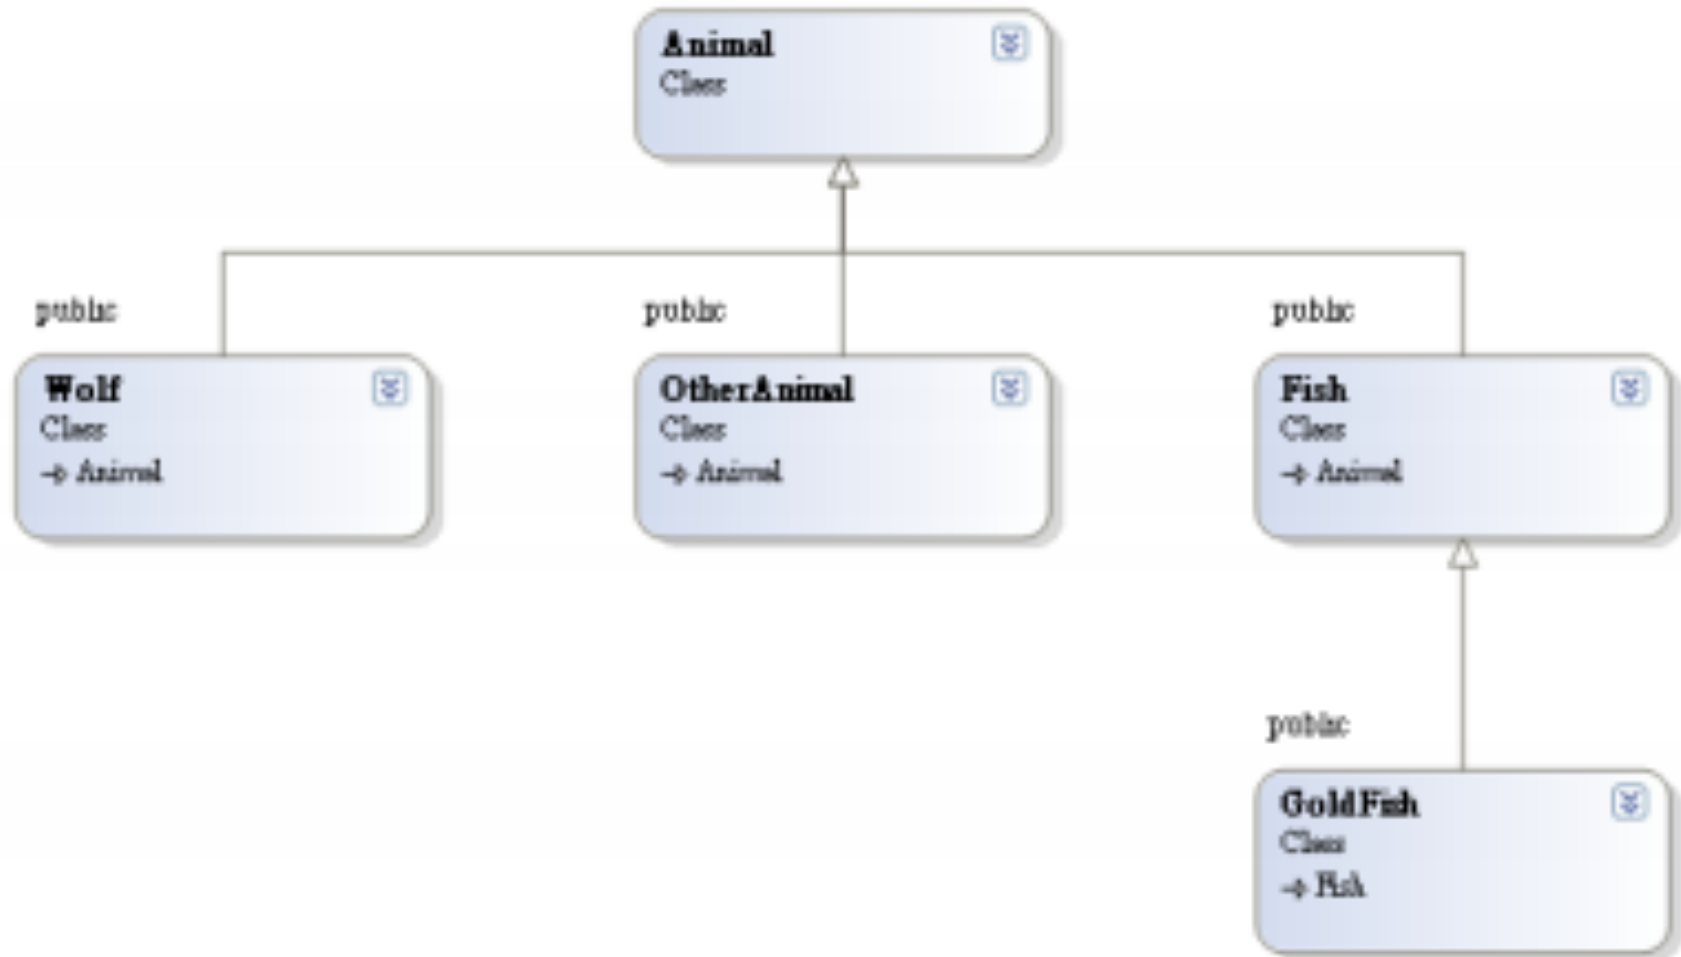 Animal
Class
public
public
public
Wolf
Class
Animal
OtherAnimal
Class
Animal
Fish
Class
Animal
public
GoldFish
Class
Fish